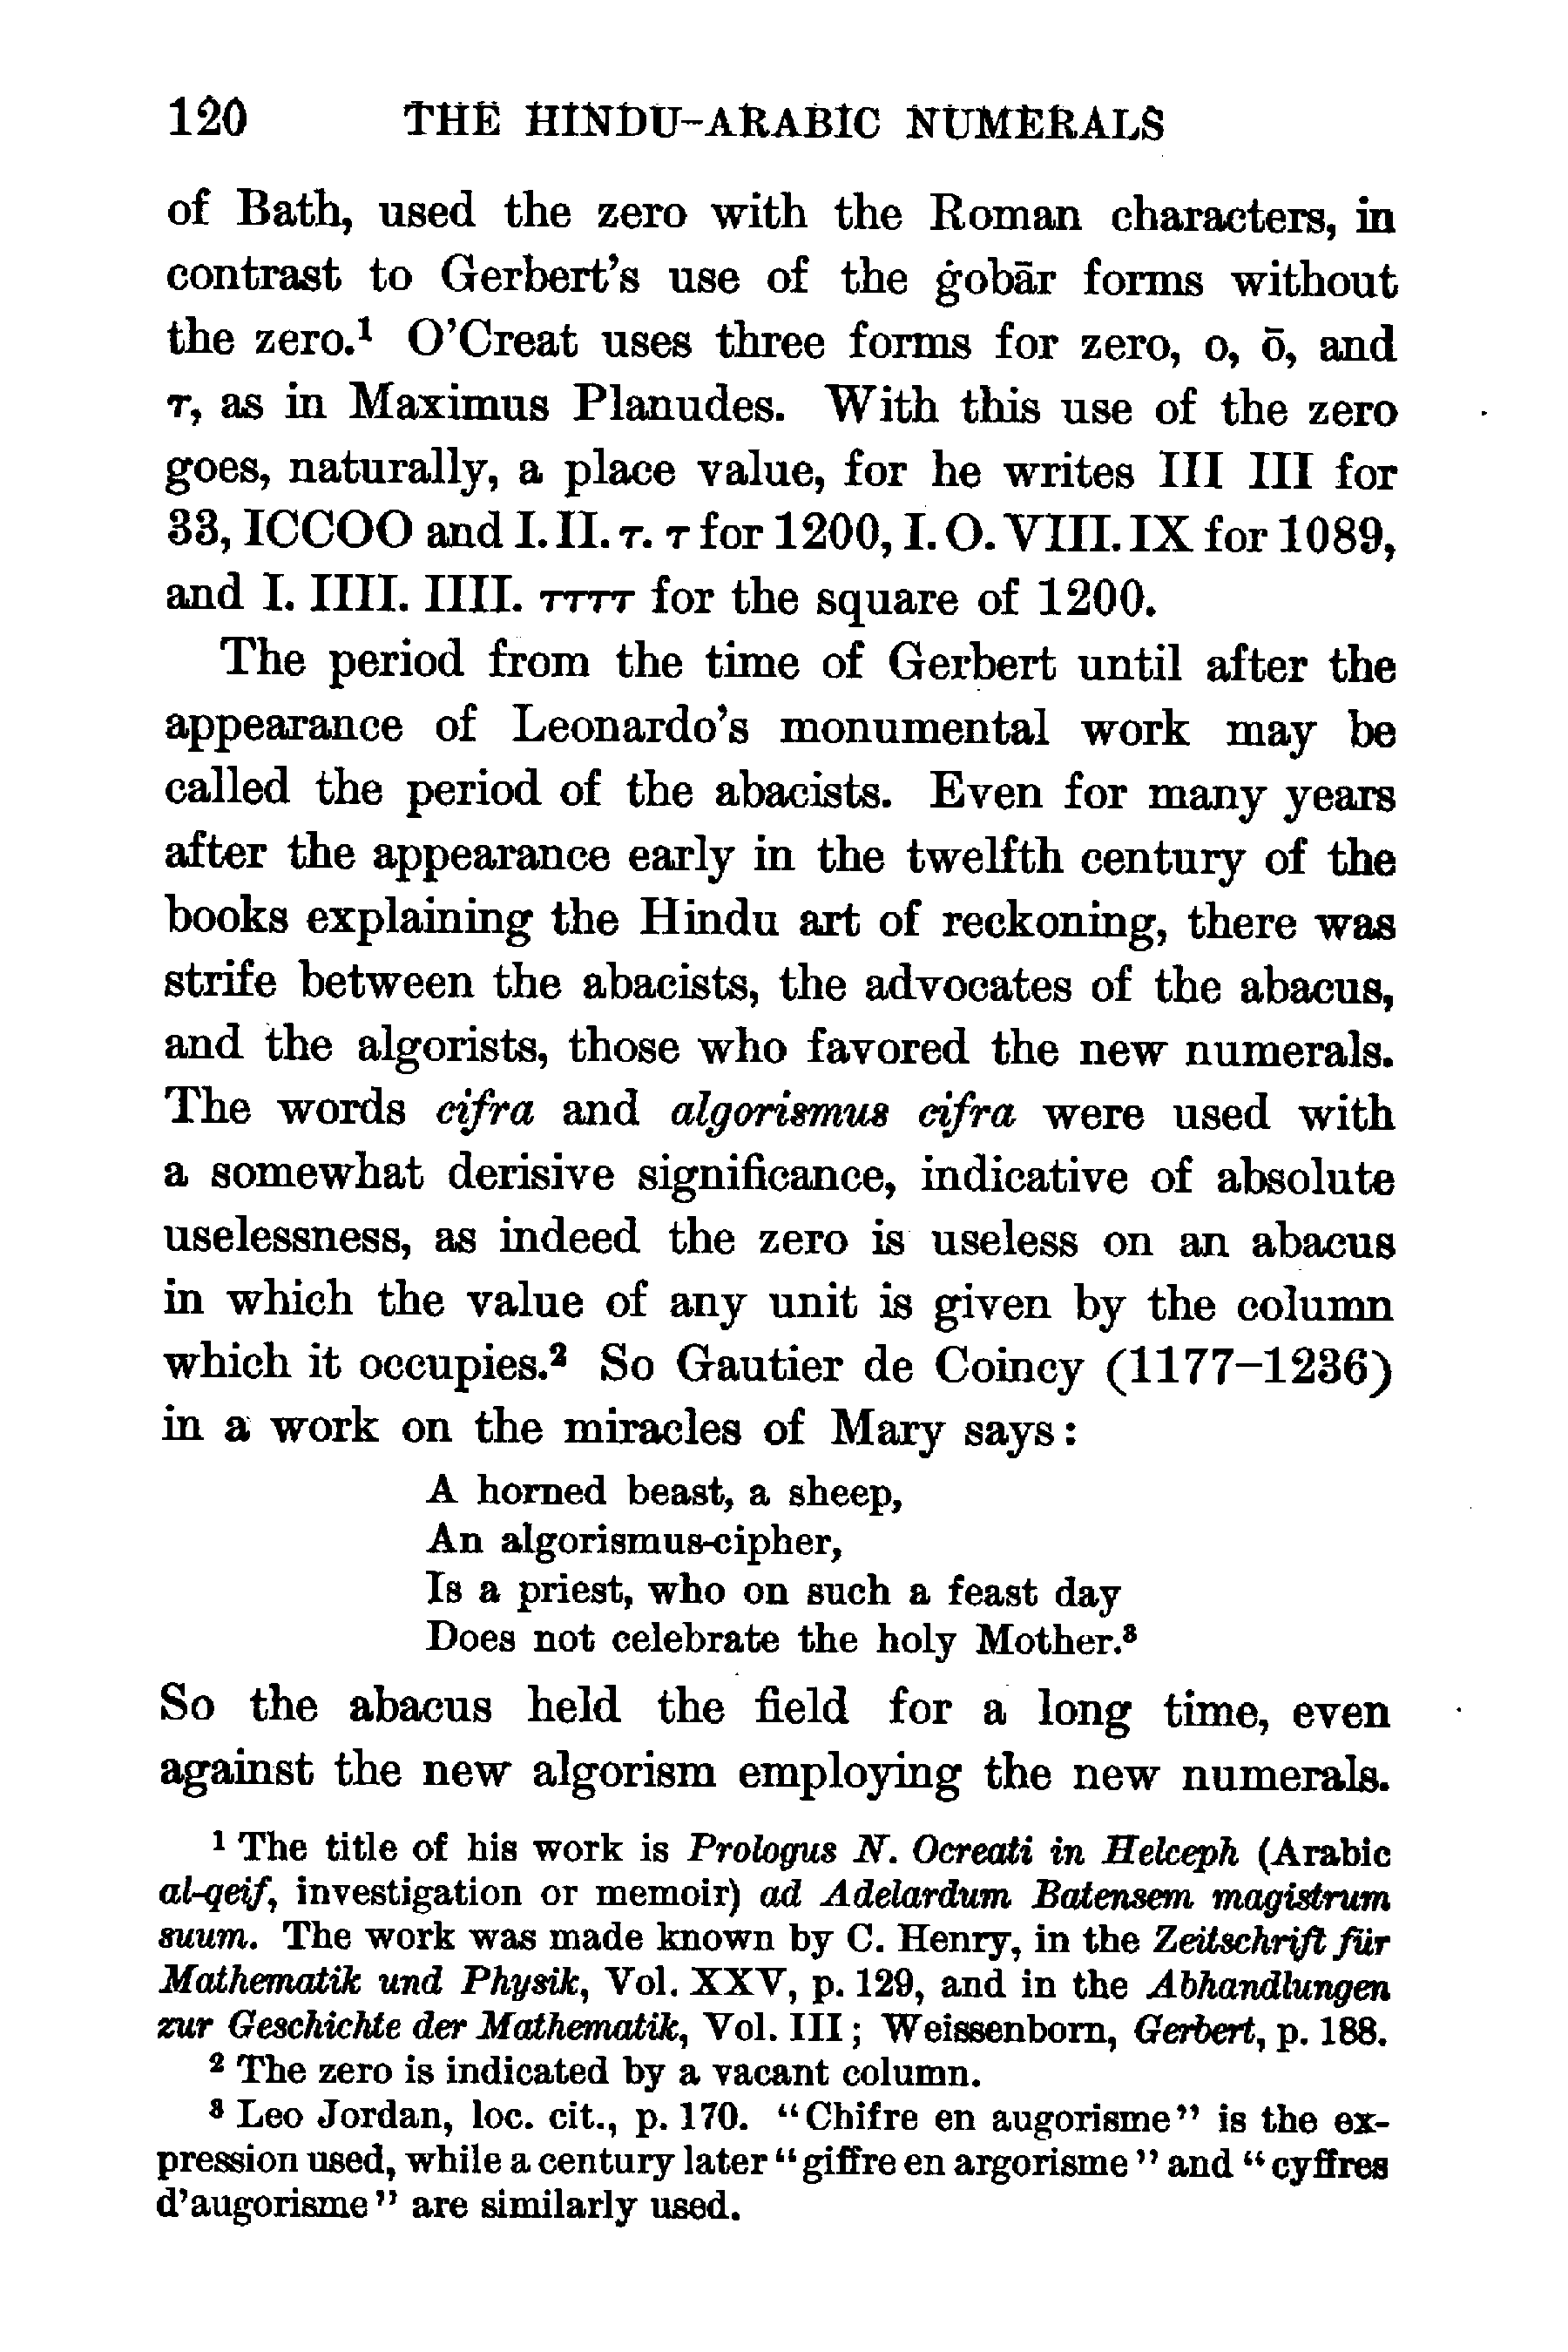 120 THE HINDU-ARABIC NUMERALS
of Bath, used the zero with the Roman characters, in
contrast to Gerbert's use of the ġobār forms without
the zero.¹ O'Creat uses three forms for zero, o, ō, and
τ, as in Maximus Planudes. With this use of the zero
goes, naturally, a place value, for he writes III III for
33, ICCOO and I. II. τ. τ for 1200, I. O. VIII. IX for 1089,
and I. IIII. IIII. ττττ for the square of 1200.
The period from the time of Gerbert until after the
appearance of Leonardo's monumental work may be
called the period of the abacists. Even for many years
after the appearance early in the twelfth century of the
books explaining the Hindu art of reckoning, there was
strife between the abacists, the advocates of the abacus,
and the algorists, those who favored the new numerals.
The words cifra and algorismus cifra were used with
a somewhat derisive significance, indicative of absolute
uselessness, as indeed the zero is useless on an abacus
in which the value of any unit is given by the column
which it occupies.² So Gautier de Coincy (1177–1236)
in a work on the miracles of Mary says:
A horned beast, a sheep,
An algorismus-cipher,
Is a priest, who on such a feast day
Does not celebrate the holy Mother.³
So the abacus held the field for a long time, even
against the new algorism employing the new numerals.
¹ The title of his work is Prologus N. Ocreati in Helceph (Arabic
al-qeif, investigation or memoir) ad Adelardum Batensem magistrum
suum. The work was made known by C. Henry, in the Zeitschrift für
Mathematik und Physik, Vol. XXV, p. 129, and in the Abhandlungen
zur Geschichte der Mathematik, Vol. III; Weissenborn, Gerbert, p. 188.
² The zero is indicated by a vacant column.
³ Leo Jordan, loc. cit., p. 170. "Chifre en augorisme" is the ex-
pression used, while a century later "giffre en argorisme" and "cyffres
d'augorisme" are similarly used.